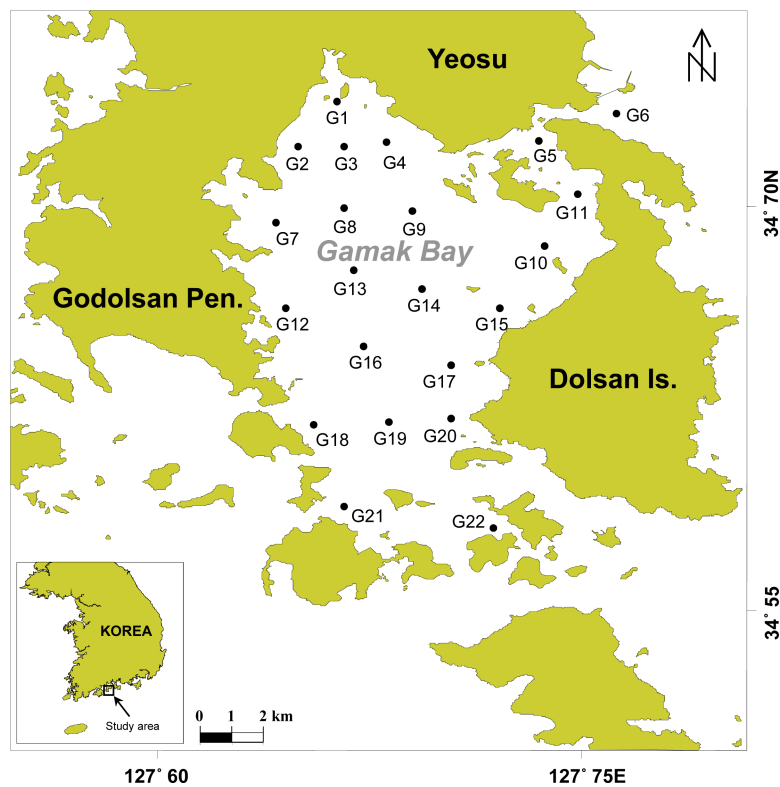 Yeosu
N
G1
G6
G2
G3
G4
G5
34° 70N
G11
G7
G8
G9
Gamak Bay
G10
G13
G14
Godolsan Pen.
G12
G15
G16
G17
Dolsan Is.
G18
G19
G20
G21
G22
34° 55
KOREA
Study area
0 1 2 km
127° 60
127° 75E